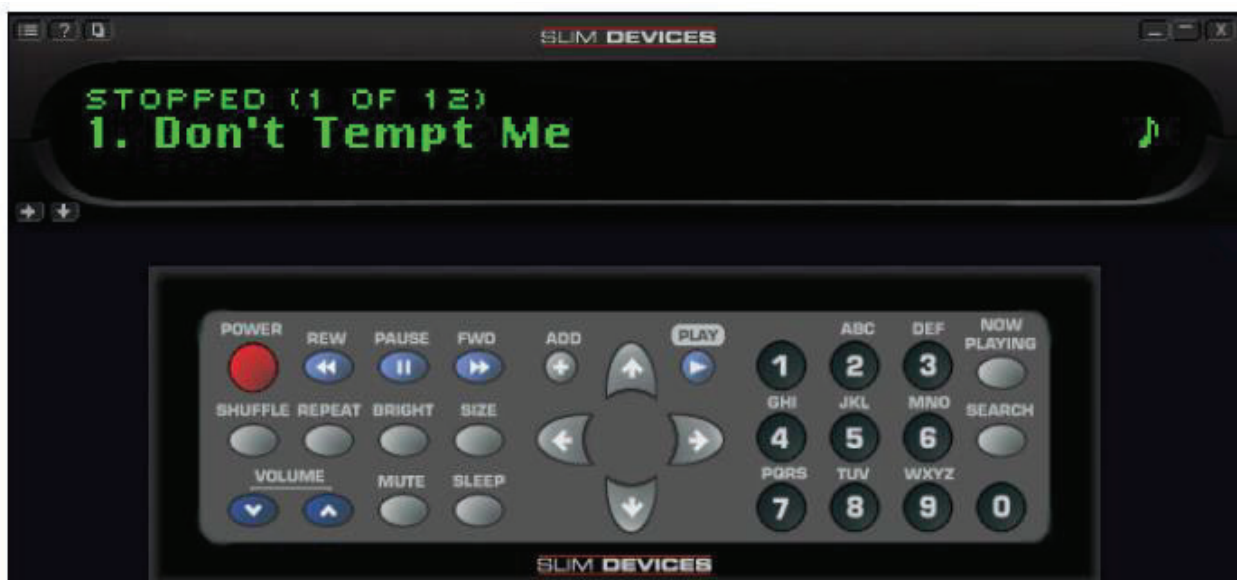 ?
SLIM DEVICES
X
STOPPED (1 OF 12)
1. Don't Tempt Me
POWER REW PAUSE FWD ADD PLAY
1
ABC
2
DEF
3
NOW
PLAYING
SHUFFLE REPEAT BRIGHT SIZE
GHI
4
JKL
5
MNO
6
SEARCH
VOLUME MUTE SLEEP
PQRS
7
TUV
8
WXYZ
9
0
SLIM DEVICES